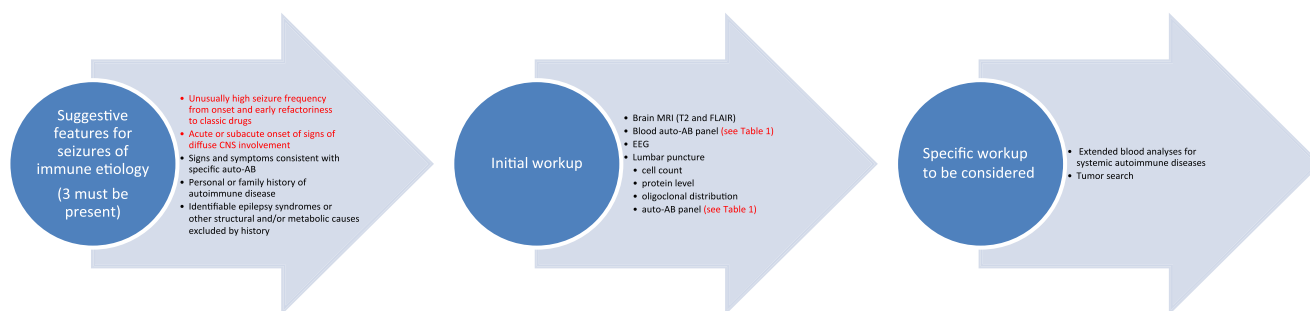 Suggestive
features for
seizures of
immune etiology
(3 must be
present)
• Unusually high seizure frequency
from onset and early refactoriness
to classic drugs
• Acute or subacute onset of signs of
diffuse CNS involvement
• Signs and symptoms consistent with
specific auto-AB
• Personal or family history of
autoimmune disease
• Identifiable epilepsy syndromes or
other structural and/or metabolic causes
excluded by history
Initial workup
• Brain MRI (T2 and FLAIR)
• Blood auto-AB panel (see Table 1)
• EEG
• Lumbar puncture
• cell count
• protein level
• oligoclonal distribution
• auto-AB panel (see Table 1)
Specific workup
to be considered
• Extended blood analyses for
systemic autoimmune diseases
• Tumor search